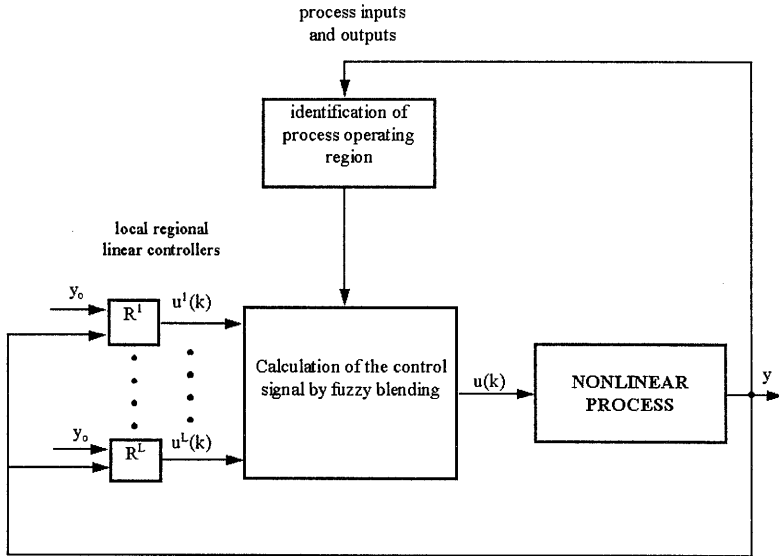 process inputs
and outputs
identification of
process operating
region
local regional
linear controllers
y₀
R¹
u¹(k)
Calculation of the control
signal by fuzzy blending
u(k)
NONLINEAR
PROCESS
y
y₀
Rᴸ
uᴸ(k)